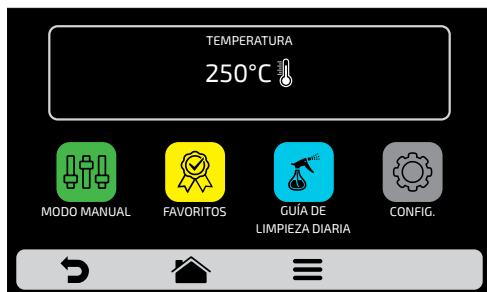 TEMPERATURA
250°C
MODO MANUAL
FAVORITOS
GUÍA DE
LIMPIEZA DIARIA
CONFIG.